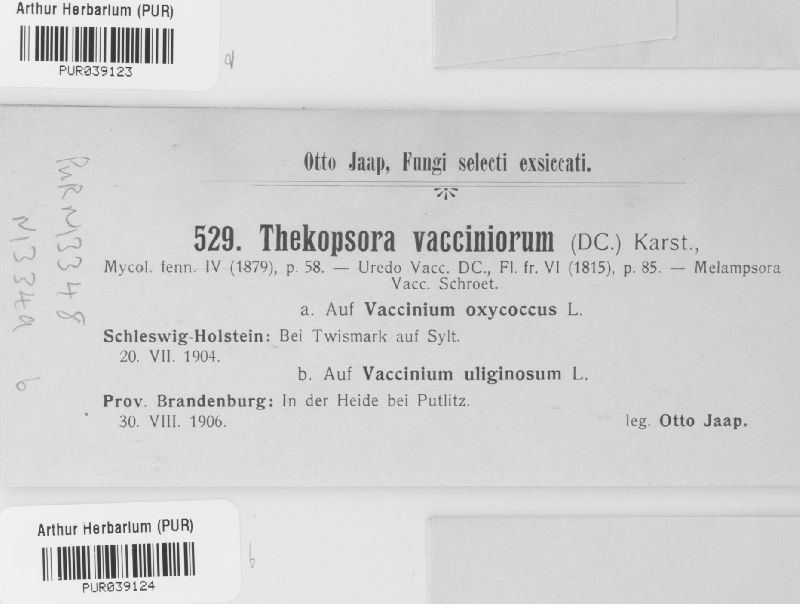 Arthur Herbarium (PUR)
PUR039123
a
Otto Jaap, Fungi selecti exsiccati.
529. Thekopsora vacciniorum (DC.) Karst.,
Mycol. fenn. IV (1879), p. 58. — Uredo Vacc. DC., Fl. fr. VI (1815), p. 85. — Melampsora
Vacc. Schroet.
a. Auf Vaccinium oxycoccus L.
Schleswig-Holstein: Bei Twismark auf Sylt.
20. VII. 1904.
b. Auf Vaccinium uliginosum L.
Prov. Brandenburg: In der Heide bei Putlitz.
30. VIII. 1906.
leg. Otto Jaap.
PUR N13348
N1334a b
Arthur Herbarium (PUR)
PUR039124
b